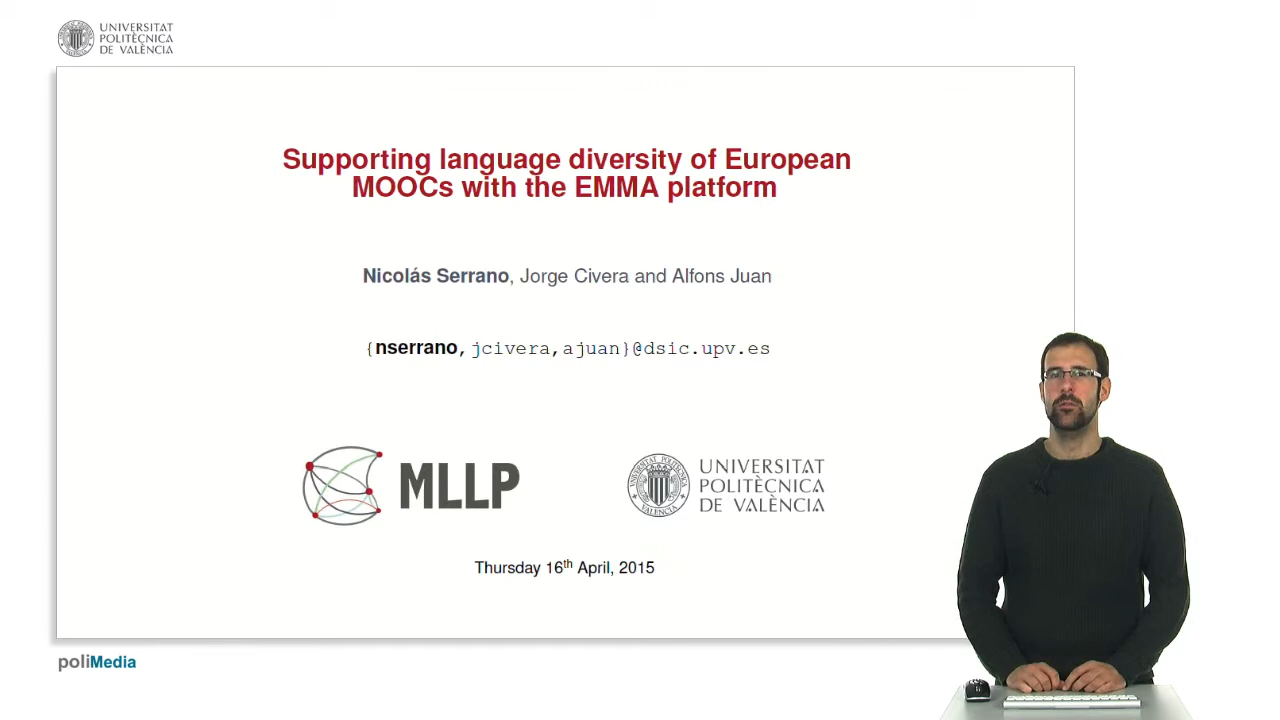 UNIVERSITAT
POLITÈCNICA
DE VALÈNCIA
Supporting language diversity of European
MOOCs with the EMMA platform
Nicolás Serrano, Jorge Civera and Alfons Juan
{nserrano, jcivera,ajuan}@dsic.upv.es
MLLP
UNIVERSITAT
POLITÈCNICA
DE VALÈNCIA
Thursday 16th April, 2015
poliMedia